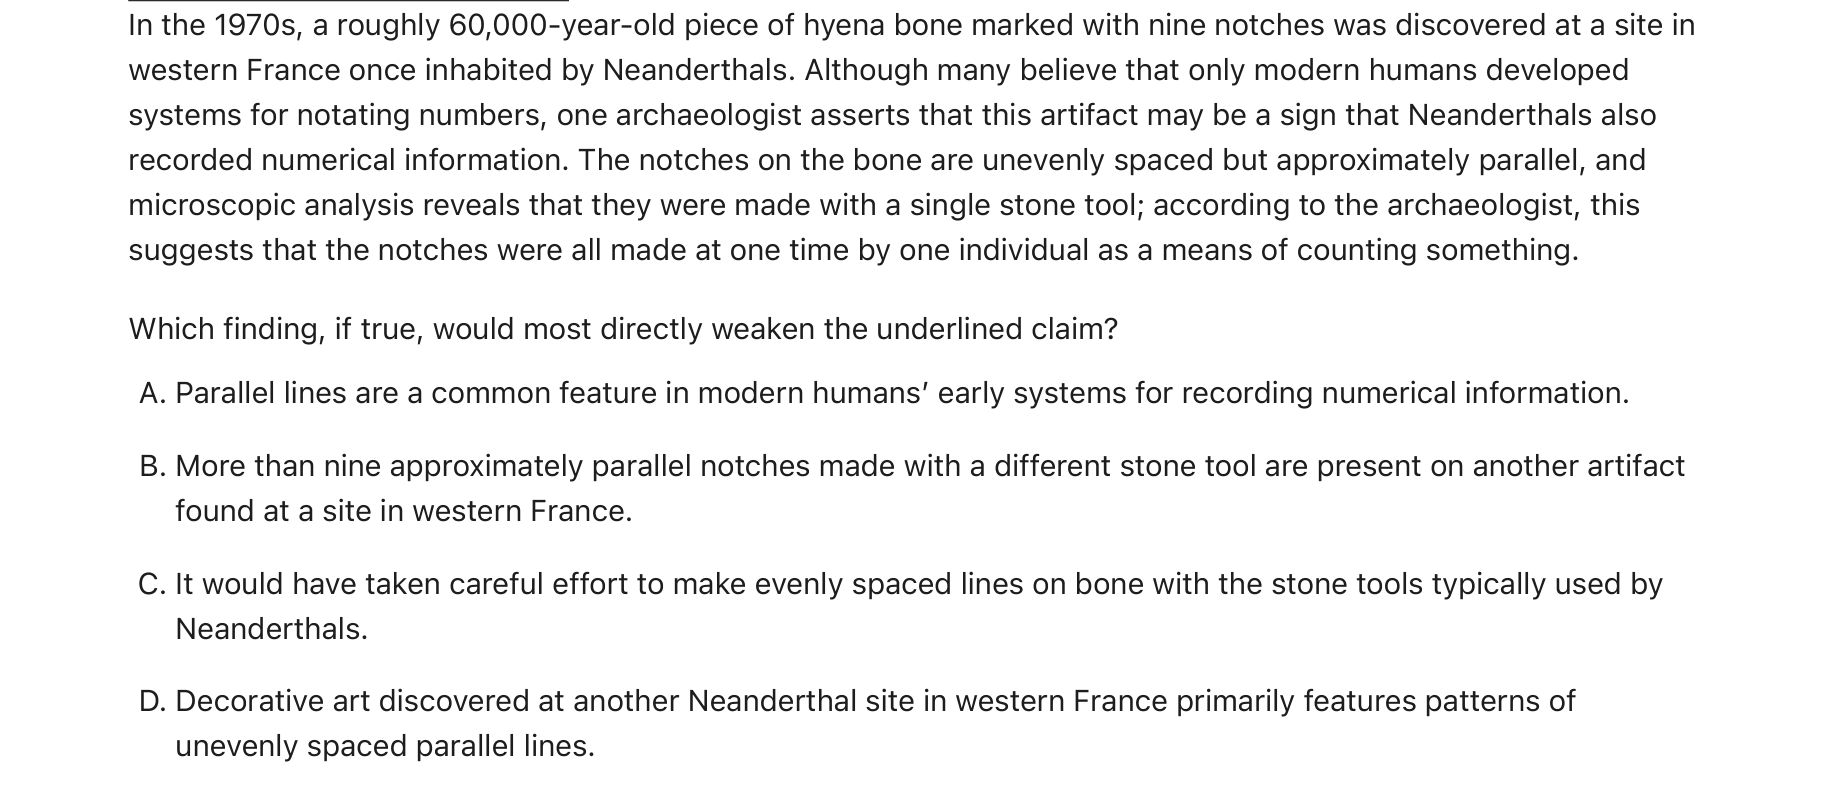 In the 1970s, a roughly 60,000-year-old piece of hyena bone marked with nine notches was discovered at a site in
western France once inhabited by Neanderthals. Although many believe that only modern humans developed
systems for notating numbers, one archaeologist asserts that this artifact may be a sign that Neanderthals also
recorded numerical information. The notches on the bone are unevenly spaced but approximately parallel, and
microscopic analysis reveals that they were made with a single stone tool; according to the archaeologist, this
suggests that the notches were all made at one time by one individual as a means of counting something.
Which finding, if true, would most directly weaken the underlined claim?
A. Parallel lines are a common feature in modern humans’ early systems for recording numerical information.
B. More than nine approximately parallel notches made with a different stone tool are present on another artifact
found at a site in western France.
C. It would have taken careful effort to make evenly spaced lines on bone with the stone tools typically used by
Neanderthals.
D. Decorative art discovered at another Neanderthal site in western France primarily features patterns of
unevenly spaced parallel lines.